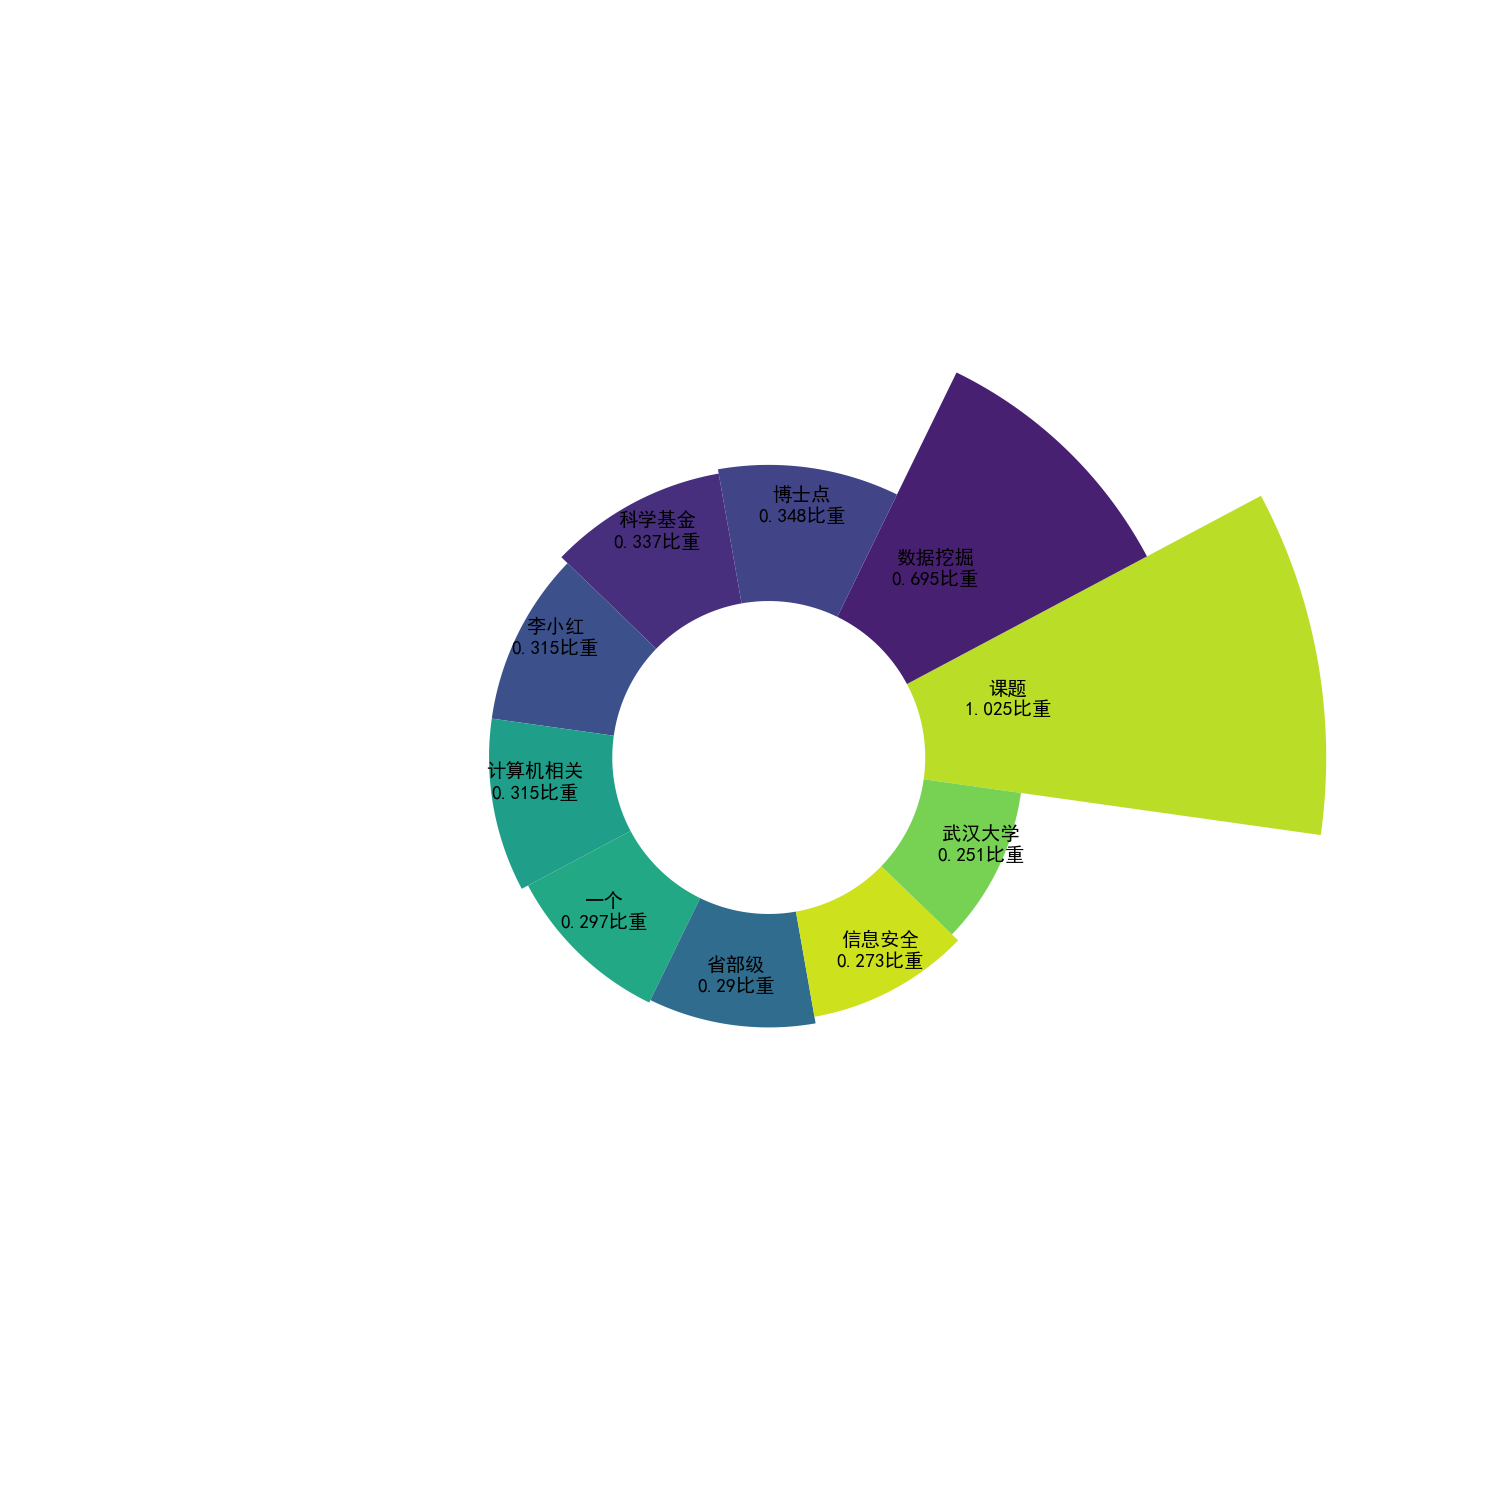 博士点
0.348比重
科学基金
0.337比重
数据挖掘
0.695比重
李小红
0.315比重
课题
1.025比重
计算机相关
0.315比重
武汉大学
0.251比重
一个
0.297比重
信息安全
0.273比重
省部级
0.29比重